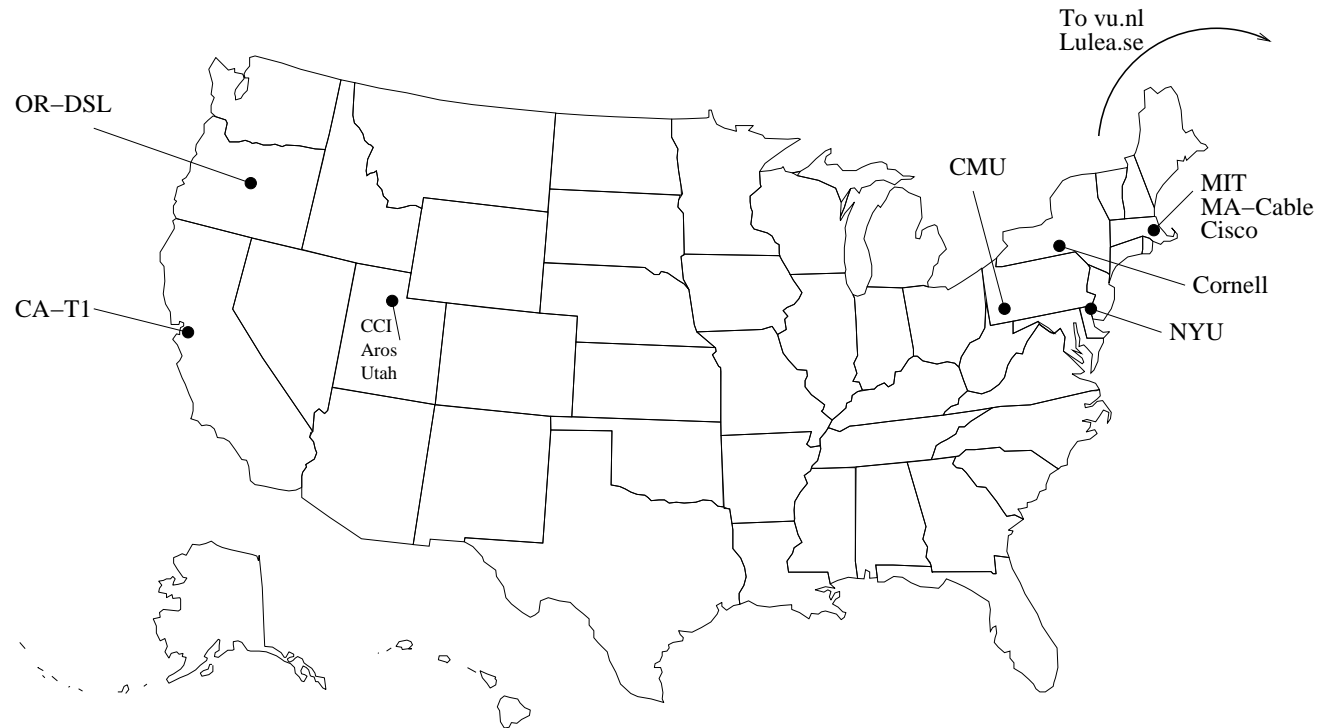 To vu.nl
Lulea.se
OR−DSL
CMU
MIT
MA−Cable
Cisco
Cornell
CA−T1
CCI
Aros
Utah
NYU